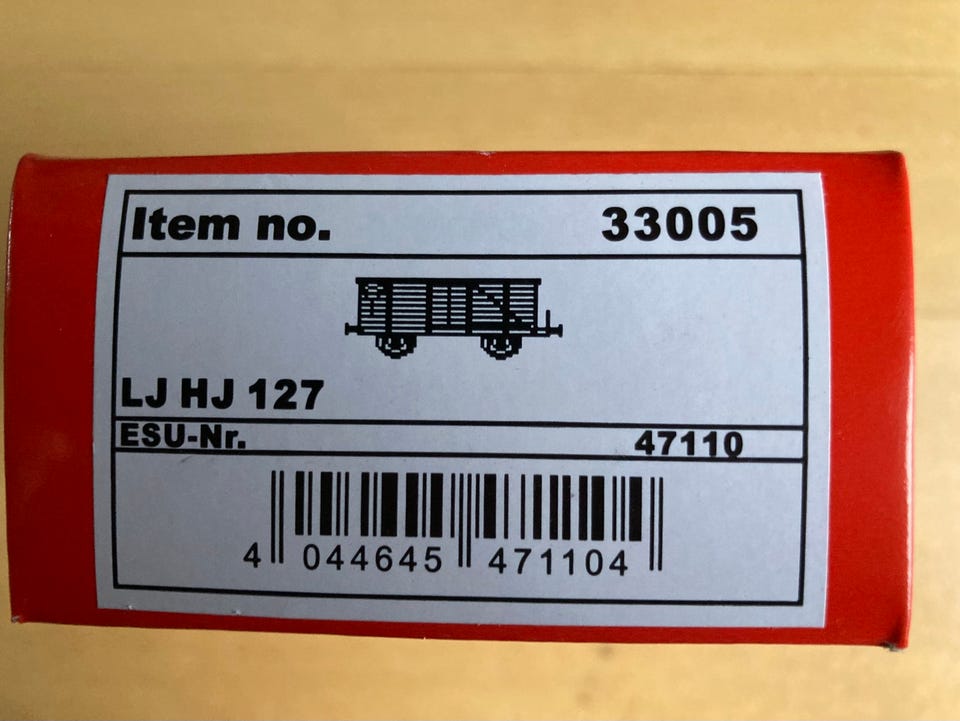 Item no. 33005
LJ HJ 127
ESU-Nr. 47110
4 044645 471104